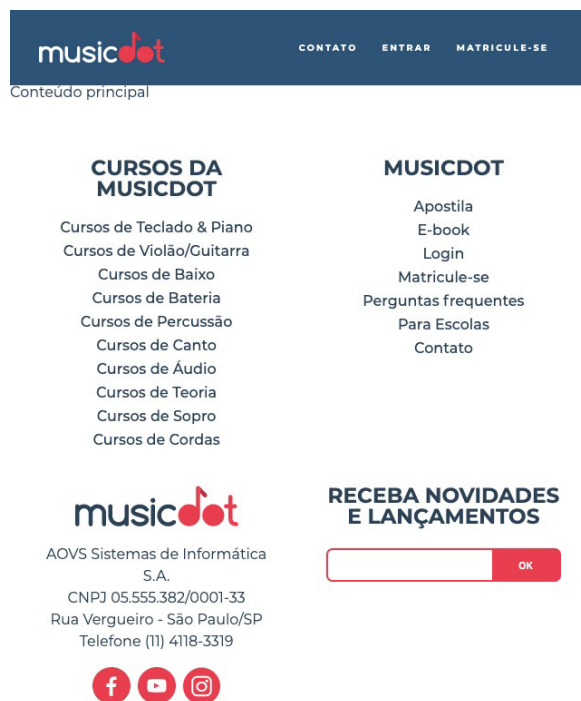 musicdot
CONTATO ENTRAR MATRICULE-SE
Conteúdo principal
CURSOS DA
MUSICDOT
Cursos de Teclado & Piano
Cursos de Violão/Guitarra
Cursos de Baixo
Cursos de Bateria
Cursos de Percussão
Cursos de Canto
Cursos de Áudio
Cursos de Teoria
Cursos de Sopro
Cursos de Cordas
MUSICDOT
Apostila
E-book
Login
Matricule-se
Perguntas frequentes
Para Escolas
Contato
musicdot
AOVS Sistemas de Informática
S.A.
CNPJ 05.555.382/0001-33
Rua Vergueiro - São Paulo/SP
Telefone (11) 4118-3319
RECEBA NOVIDADES
E LANÇAMENTOS
OK